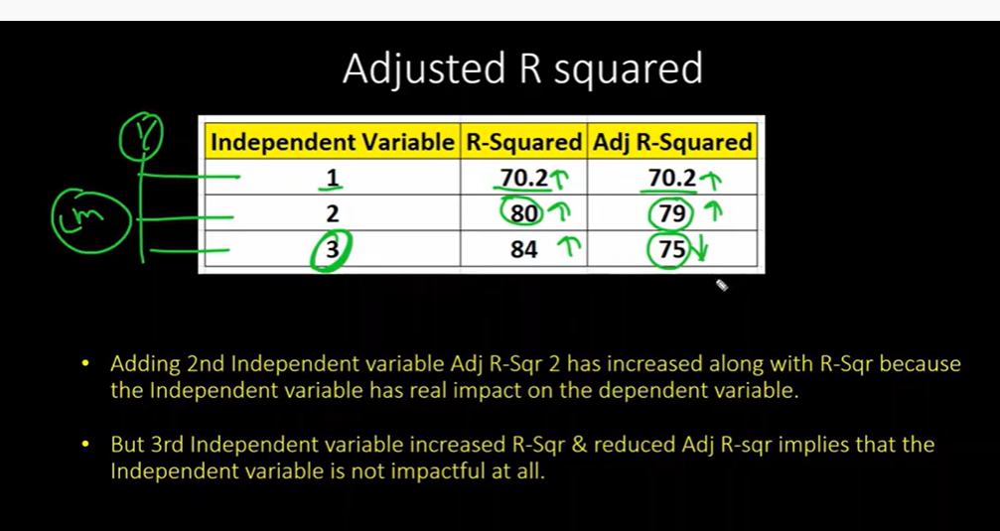 Adjusted R squared
Independent Variable R-Squared Adj R-Squared
1 70.2↑ 70.2↑
2 80↑ 79↑
3 84↑ 75↓
• Adding 2nd Independent variable Adj R-Sqr 2 has increased along with R-Sqr because
the Independent variable has real impact on the dependent variable.
• But 3rd Independent variable increased R-Sqr & reduced Adj R-sqr implies that the
Independent variable is not impactful at all.